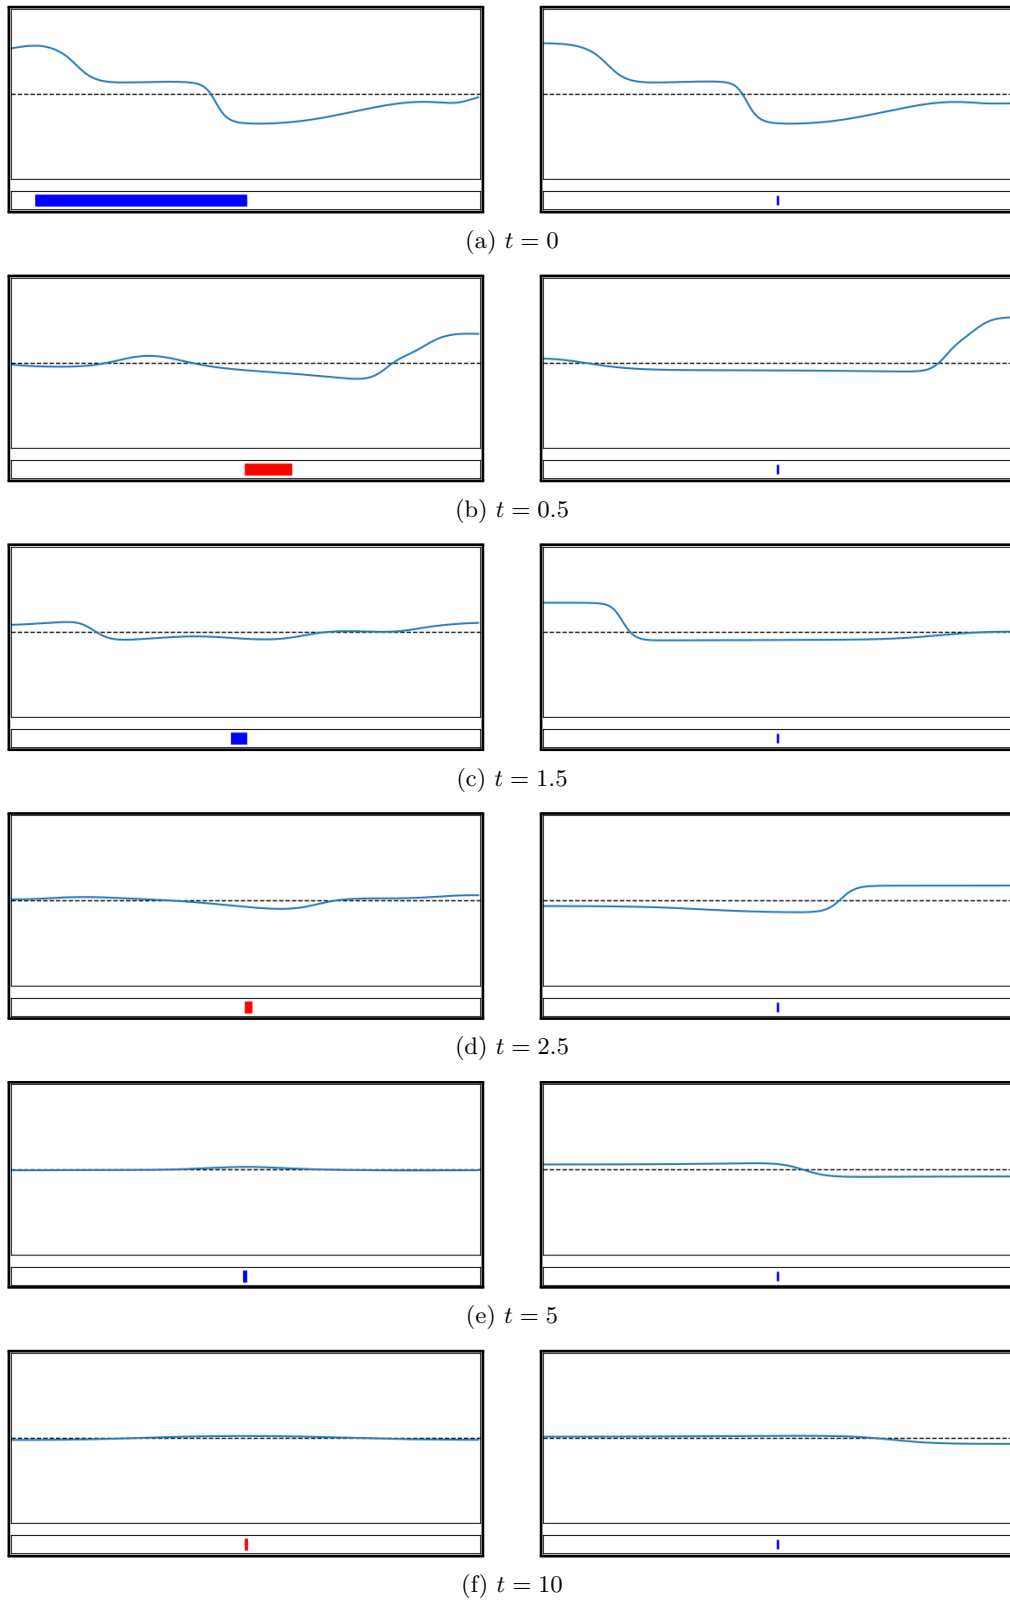 (a) t = 0
(b) t = 0.5
(c) t = 1.5
(d) t = 2.5
(e) t = 5
(f) t = 10